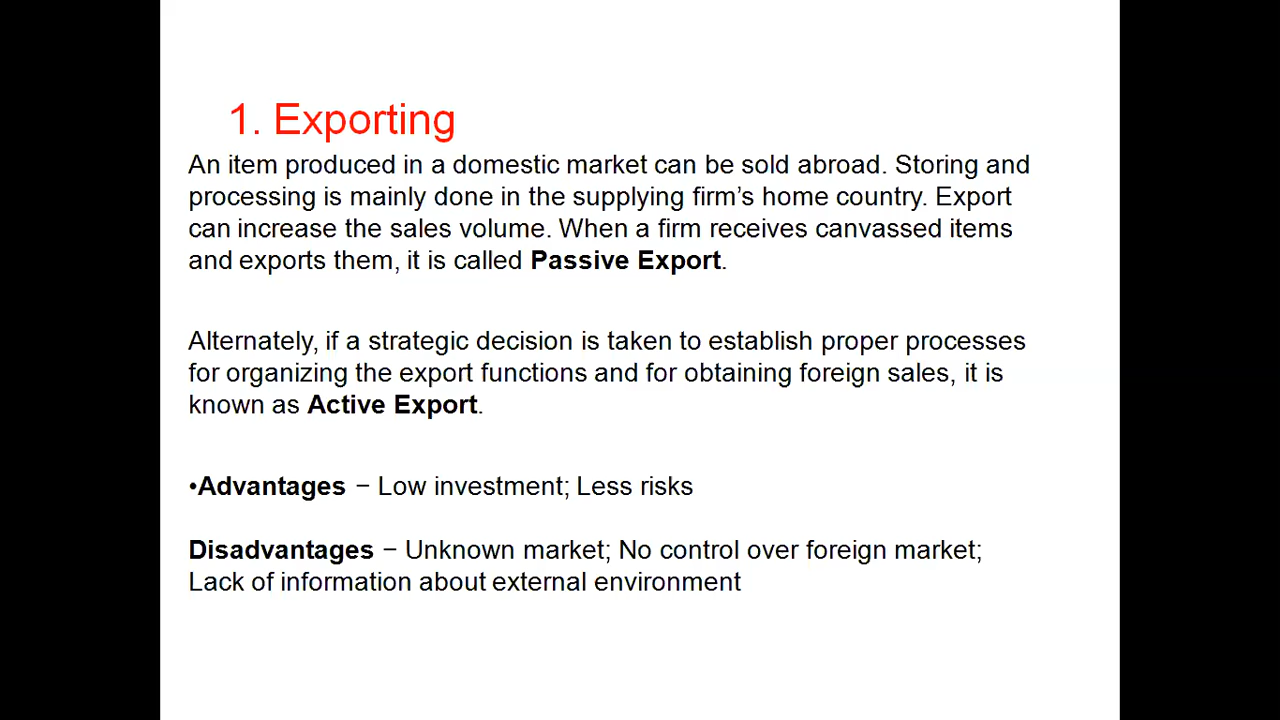 1. Exporting
An item produced in a domestic market can be sold abroad. Storing and
processing is mainly done in the supplying firm’s home country. Export
can increase the sales volume. When a firm receives canvassed items
and exports them, it is called Passive Export.
Alternately, if a strategic decision is taken to establish proper processes
for organizing the export functions and for obtaining foreign sales, it is
known as Active Export.
•Advantages − Low investment; Less risks
Disadvantages − Unknown market; No control over foreign market;
Lack of information about external environment